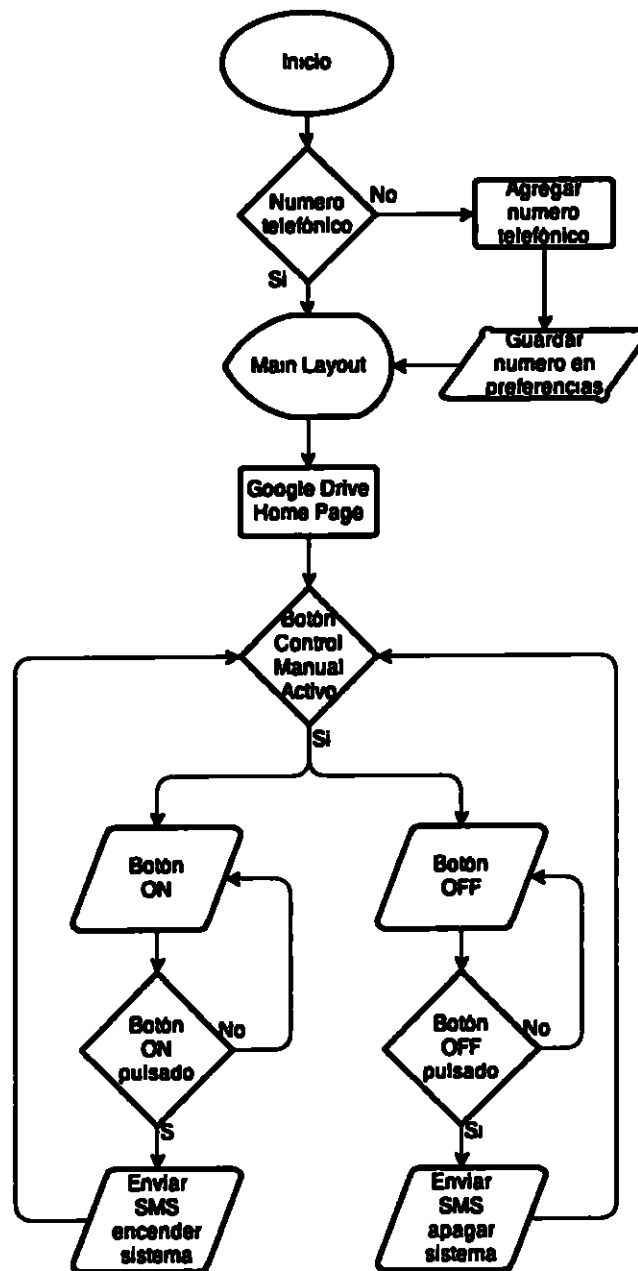 Inicio
Numero
telefónico
No
Agregar
numero
telefónico
Si
Main Layout
Guardar
numero en
preferencias
Google Drive
Home Page
Botón
Control
Manual
Activo
Si
Botón
ON
Botón
OFF
Botón
ON
pulsado
No
Botón
OFF
pulsado
No
S
Si
Enviar
SMS
encender
sistema
Enviar
SMS
apagar
sistema